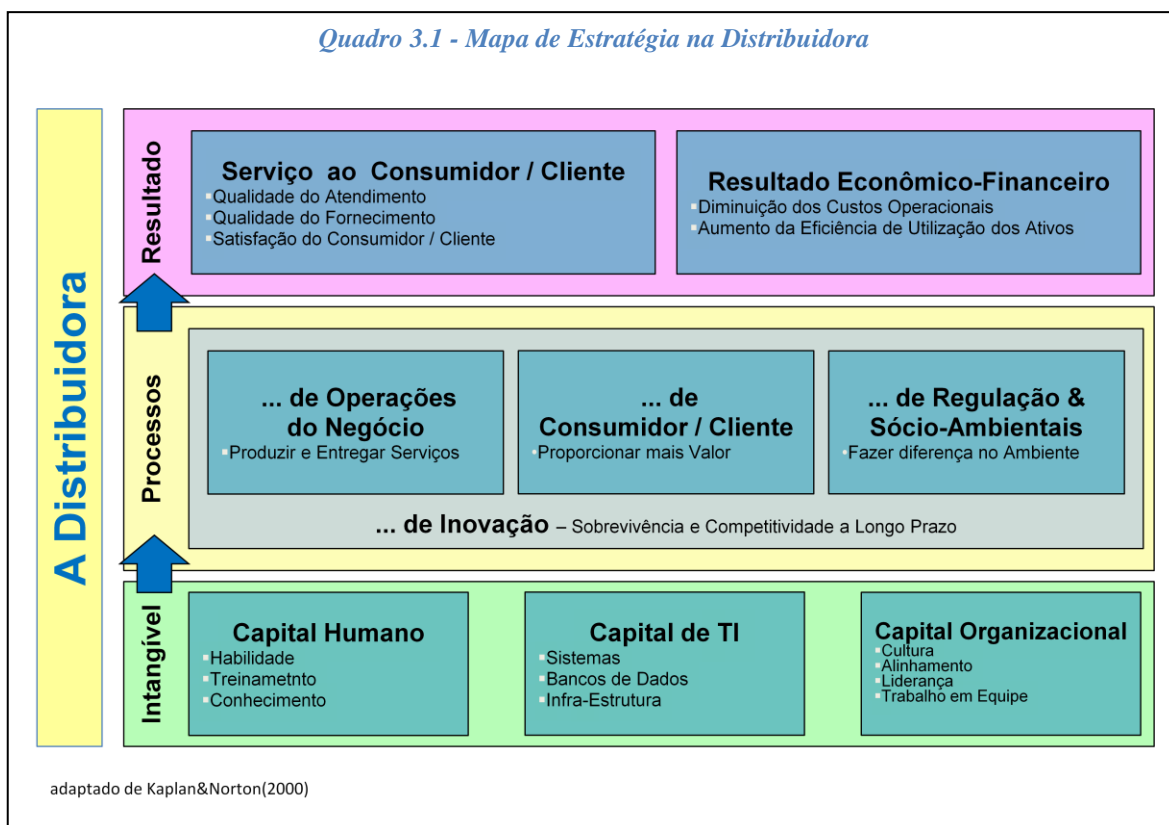 Quadro 3.1 - Mapa de Estratégia na Distribuidora
A Distribuidora
Resultado
Serviço ao Consumidor / Cliente
▪Qualidade do Atendimento
▪Qualidade do Fornecimento
▪Satisfação do Consumidor / Cliente
Resultado Econômico-Financeiro
▪Diminuição dos Custos Operacionais
▪Aumento da Eficiência de Utilização dos Ativos
Processos
... de Operações
do Negócio
▪Produzir e Entregar Serviços
... de
Consumidor / Cliente
▪Proporcionar mais Valor
... de Regulação &
Sócio-Ambientais
▪Fazer diferença no Ambiente
... de Inovação – Sobrevivência e Competitividade a Longo Prazo
Intangível
Capital Humano
▪Habilidade
▪Treinametnto
▪Conhecimento
Capital de TI
▪Sistemas
▪Bancos de Dados
▪Infra-Estrutura
Capital Organizacional
▪Cultura
▪Alinhamento
▪Liderança
▪Trabalho em Equipe
adaptado de Kaplan&Norton(2000)